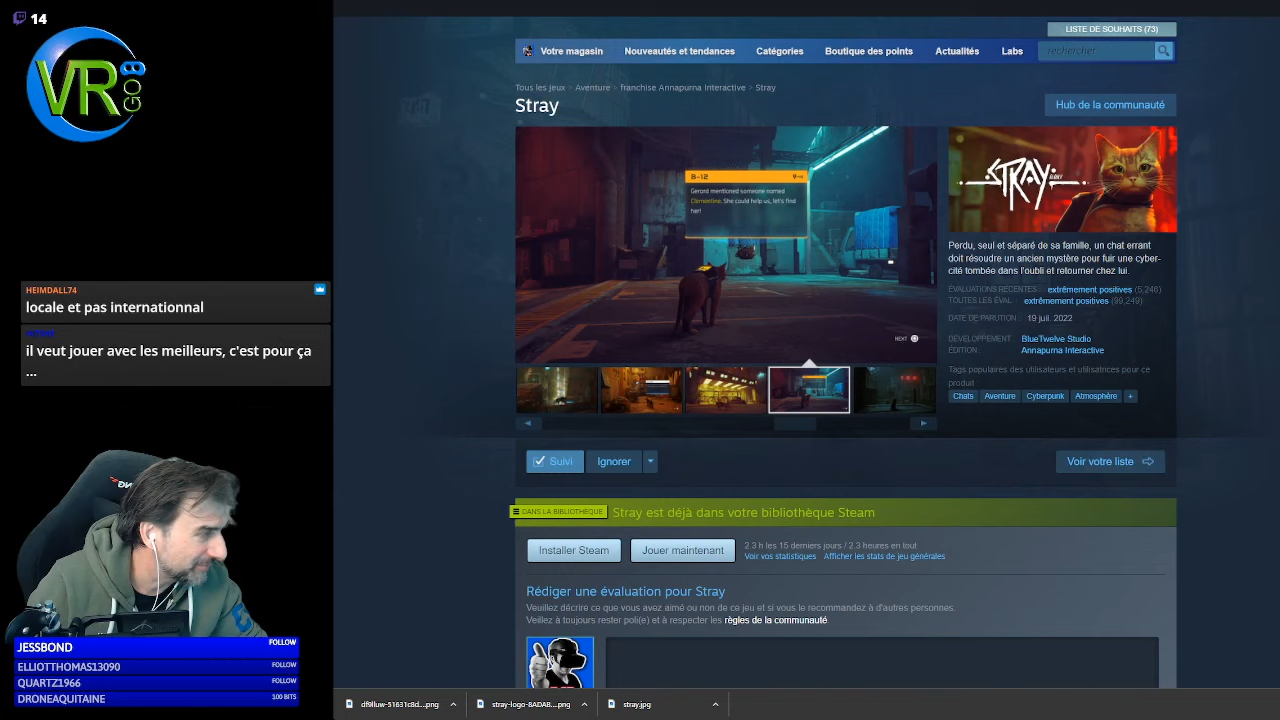 14
VR
GOB
HEIMDALL74
locale et pas internationnal
il veut jouer avec les meilleurs, c'est pour ça
...
JESSBOND FOLLOW
ELLIOTTHOMAS13090 FOLLOW
QUARTZ1966 FOLLOW
DRONEAQUITAINE 100 BITS
LISTE DE SOUHAITS (73)
Votre magasin Nouveautés et tendances Catégories Boutique des points Actualités Labs rechercher
Tous les jeux > Aventure > franchise Annapurna Interactive > Stray
Stray
Hub de la communauté
B-12
Gerard mentioned someone named
Clementine. She could help us, let's find
her!
NEXT
STRAY
Perdu, seul et séparé de sa famille, un chat errant
doit résoudre un ancien mystère pour fuir une cyber-
cité tombée dans l'oubli et retourner chez lui.
ÉVALUATIONS RÉCENTES : extrêmement positives (5,246)
TOUTES LES ÉVAL. : extrêmement positives (99,249)
DATE DE PARUTION : 19 juil. 2022
DÉVELOPPEMENT : BlueTwelve Studio
ÉDITION : Annapurna Interactive
Tags populaires des utilisateurs et utilisatrices pour ce
produit
Chats Aventure Cyberpunk Atmosphère +
Suivi Ignorer
Voir votre liste
DANS LA BIBLIOTHÈQUE Stray est déjà dans votre bibliothèque Steam
Installer Steam Jouer maintenant
2.3 h les 15 derniers jours / 2.3 heures en tout
Voir vos statistiques Afficher les stats de jeu générales
Rédiger une évaluation pour Stray
Veuillez décrire ce que vous avez aimé ou non de ce jeu et si vous le recommandez à d'autres personnes.
Veillez à toujours rester poli(e) et à respecter les règles de la communauté.
stray-logo-8ADAB...png stray.jpg